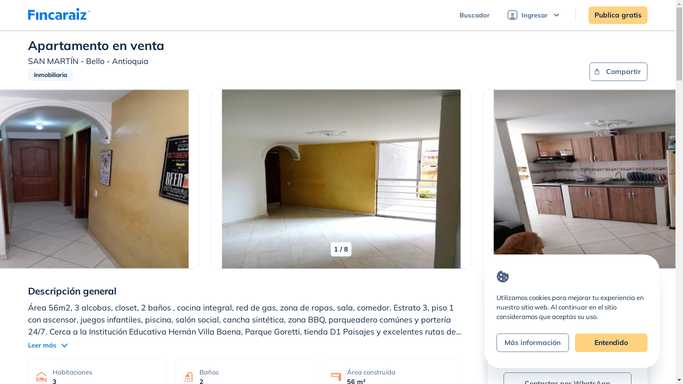 Fincaraiz
Buscador
Ingresar
Publica gratis
Apartamento en venta
SAN MARTÍN - Bello - Antioquia
Inmobiliaria
Compartir
BEER
1 / 8
Descripción general
Área 56m2, 3 alcobas, closet, 2 baños , cocina integral, red de gas, zona de ropas, sala, comedor. Estrato 3, piso 1
con ascensor, juegos infantiles, piscina, salón social, cancha sintética, zona BBQ, parqueadero comúnes y portería
24/7. Cerca a la Institución Educativa Hernán Villa Baena, Parque Goretti, tienda D1 Paisajes y excelentes rutas de...
Leer más
Habitaciones
3
Baños
2
Área construida
56 m²
Utilizamos cookies para mejorar tu experiencia en
nuestro sitio web. Al continuar en el sitio
consideramos que aceptas su uso.
Más información
Entendido
Contactar por WhatsApp